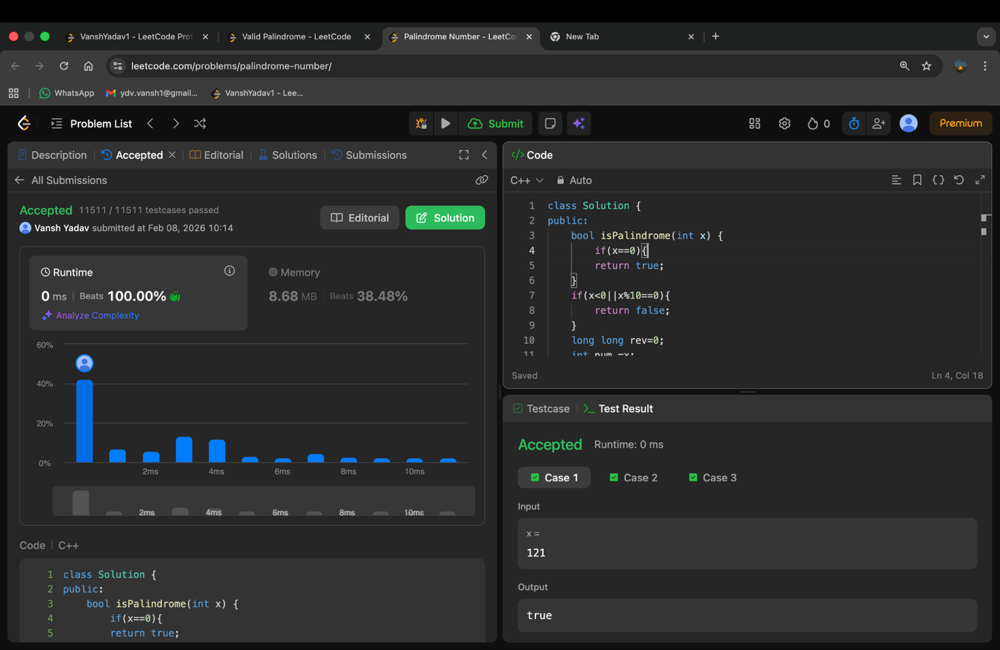 VanshYadav1 - LeetCode Prof
Valid Palindrome - LeetCode
Palindrome Number - LeetCo
New Tab
leetcode.com/problems/palindrome-number/
WhatsApp
ydv.vansh1@gmail...
VanshYadav1 - Lee...
Problem List
Submit
0
Premium
Description
Accepted
Editorial
Solutions
Submissions
All Submissions
Accepted 11511 / 11511 testcases passed
Vansh Yadav submitted at Feb 08, 2026 10:14
Editorial
Solution
Runtime
0 ms | Beats 100.00%
Analyze Complexity
Memory
8.68 MB | Beats 38.48%
60%
40%
20%
0%
2ms 4ms 6ms 8ms 10ms
2ms 4ms 6ms 8ms 10ms
Code | C++
1 class Solution {
2 public:
3 bool isPalindrome(int x) {
4 if(x==0){
5 return true;
</> Code
C++ Auto
1 class Solution {
2 public:
3 bool isPalindrome(int x) {
4 if(x==0){
5 return true;
6 }
7 if(x<0||x%10==0){
8 return false;
9 }
10 long long rev=0;
11 int num =x;
Saved
Ln 4, Col 18
Testcase
Test Result
Accepted Runtime: 0 ms
Case 1 Case 2 Case 3
Input
x =
121
Output
true